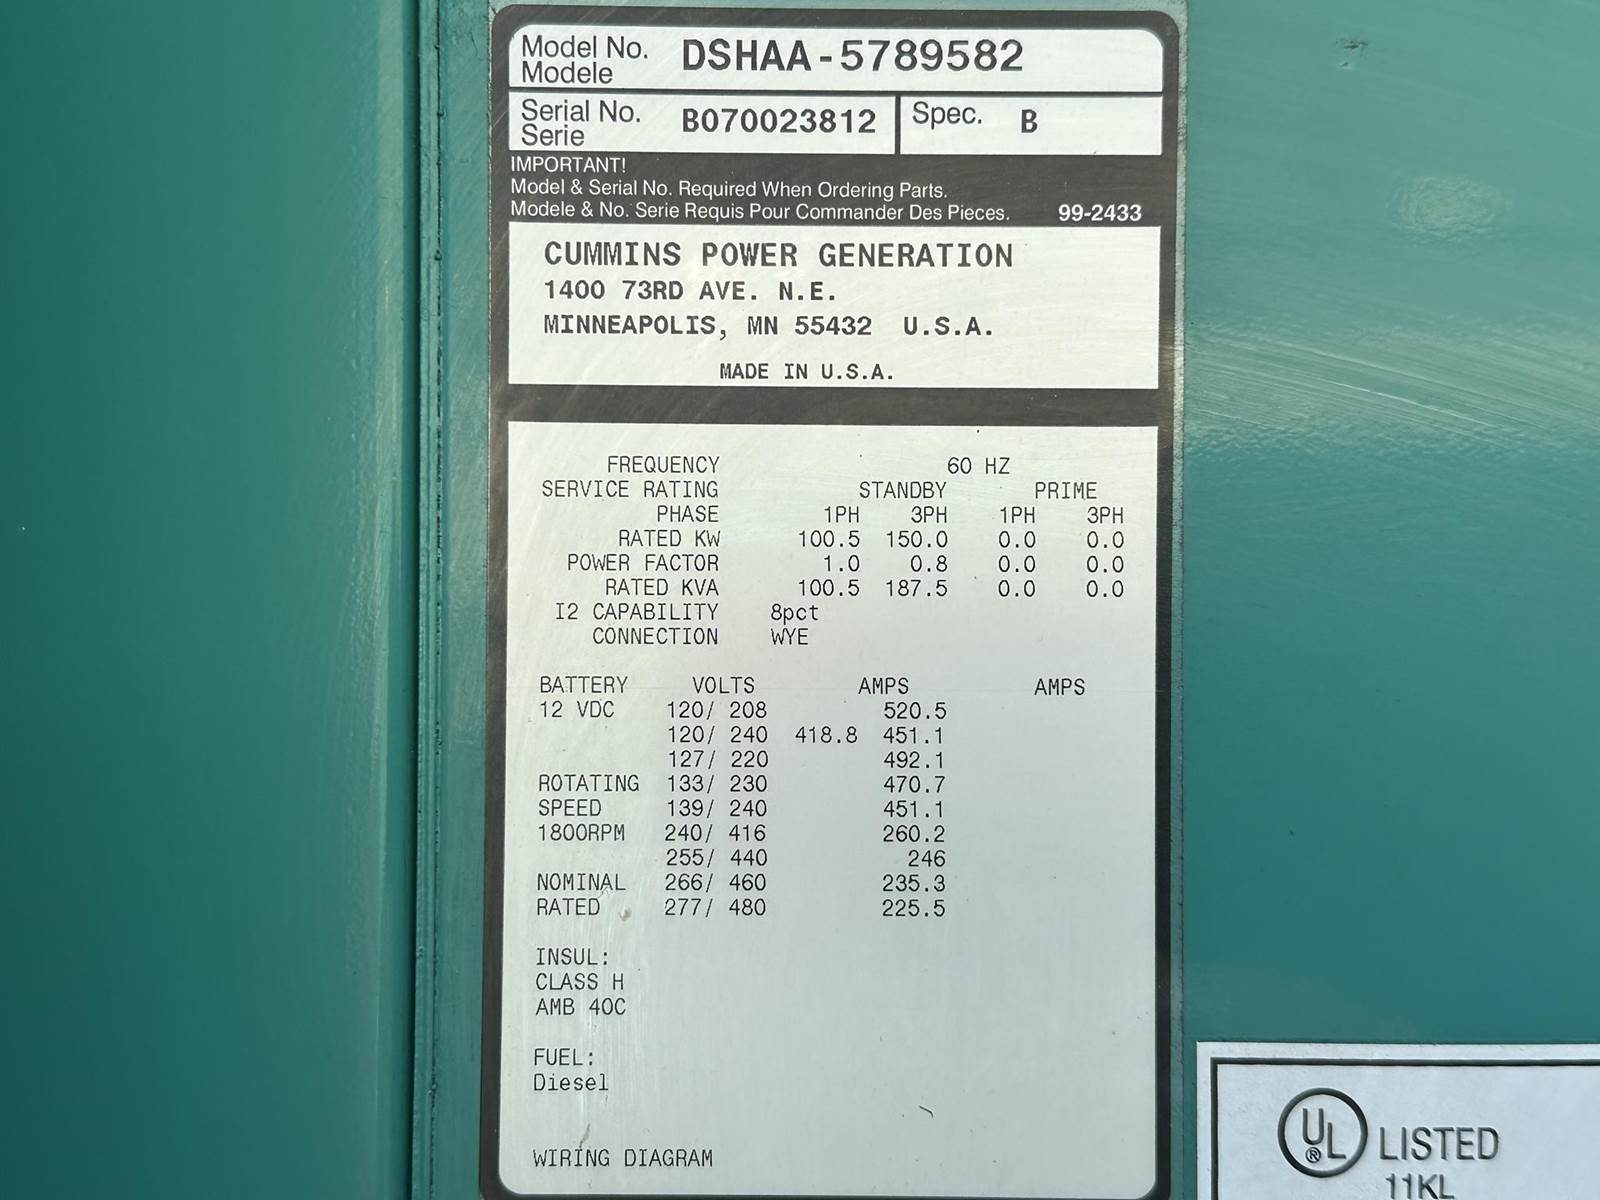 Model No. DSHAA-5789582
Modele
Serial No. B070023812 Spec. B
Serie
IMPORTANT!
Model & Serial No. Required When Ordering Parts.
Modele & No. Serie Requis Pour Commander Des Pieces. 99-2433
CUMMINS POWER GENERATION
1400 73RD AVE. N.E.
MINNEAPOLIS, MN 55432 U.S.A.
MADE IN U.S.A.
FREQUENCY 60 HZ
SERVICE RATING STANDBY PRIME
PHASE 1PH 3PH 1PH 3PH
RATED KW 100.5 150.0 0.0 0.0
POWER FACTOR 1.0 0.8 0.0 0.0
RATED KVA 100.5 187.5 0.0 0.0
I2 CAPABILITY 8pct
CONNECTION WYE
BATTERY VOLTS AMPS AMPS
12 VDC 120/ 208 520.5
120/ 240 418.8 451.1
127/ 220 492.1
ROTATING 133/ 230 470.7
SPEED 139/ 240 451.1
1800RPM 240/ 416 260.2
255/ 440 246
NOMINAL 266/ 460 235.3
RATED 277/ 480 225.5
INSUL:
CLASS H
AMB 40C
FUEL:
Diesel
WIRING DIAGRAM
UL® LISTED
11KL